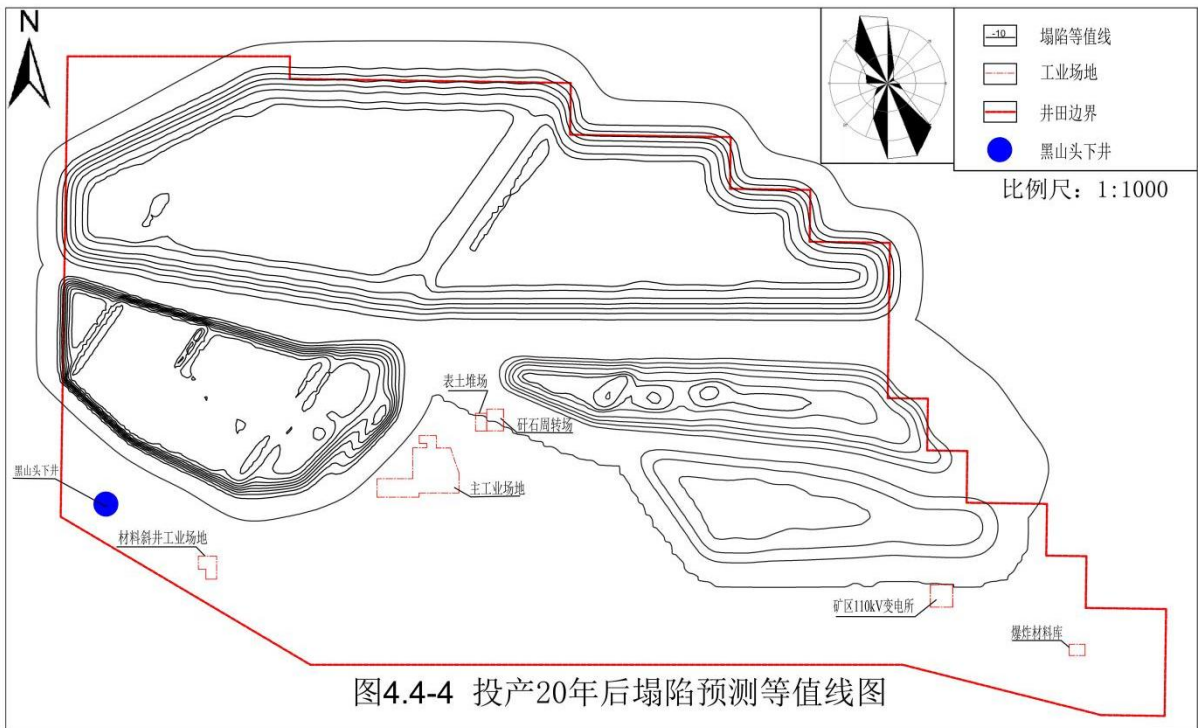 N
-10
塌陷等值线
工业场地
井田边界
黑山头下井
比例尺：1:1000
表土堆场
矸石周转场
黑山头下井
主工业场地
材料斜井工业场地
矿区110kV变电所
爆炸材料库
图4.4-4 投产20年后塌陷预测等值线图